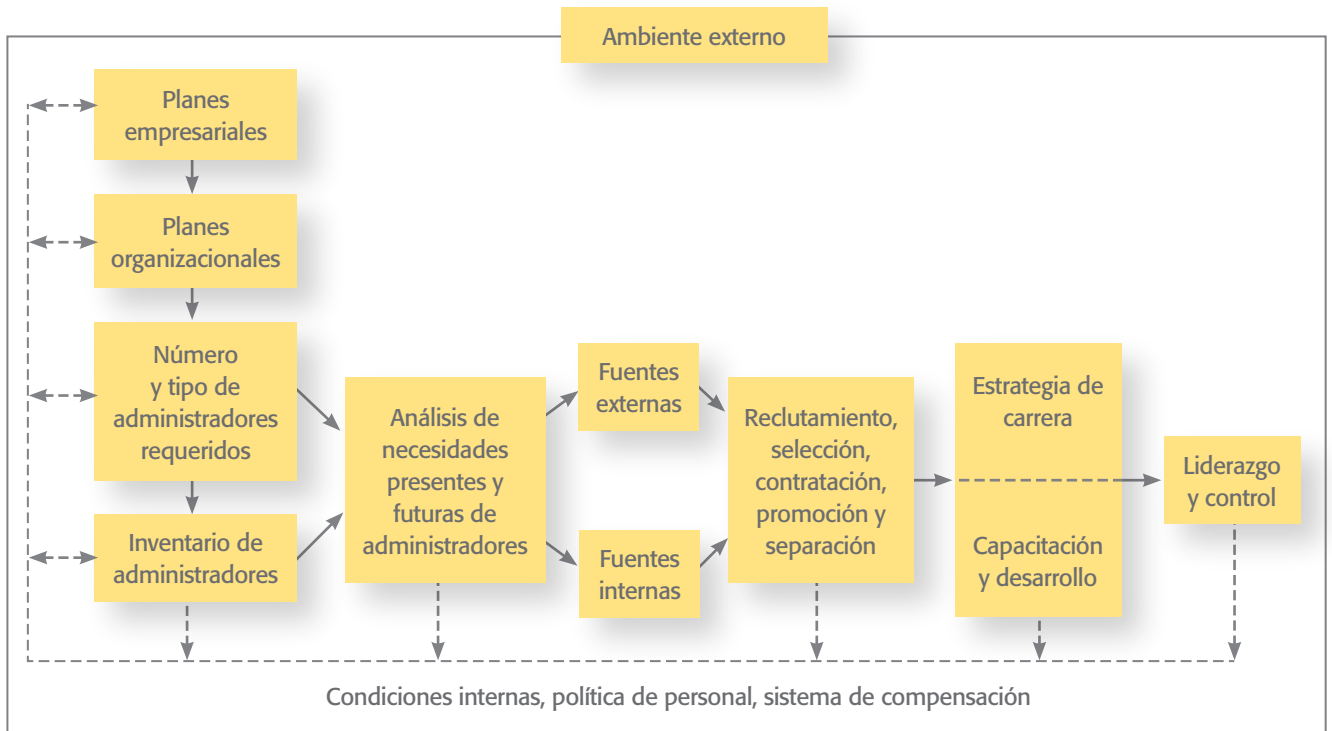 Ambiente externo
Planes
empresariales
Planes
organizacionales
Número
y tipo de
administradores
requeridos
Inventario de
administradores
Análisis de
necesidades
presentes y
futuras de
administradores
Fuentes
externas
Fuentes
internas
Reclutamiento,
selección,
contratación,
promoción y
separación
Estrategia de
carrera
Capacitación
y desarrollo
Liderazgo
y control
Condiciones internas, política de personal, sistema de compensación